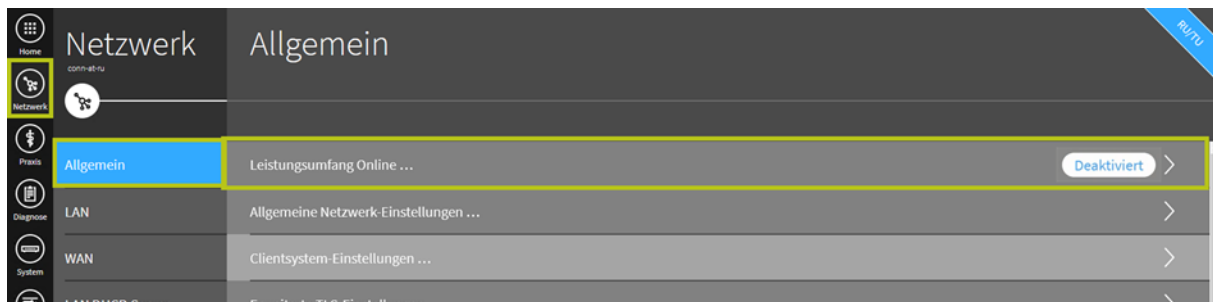 Home
Netzwerk
Praxis
Diagnose
System
Netzwerk
conn-at-ru
Allgemein
LAN
WAN
Allgemein
RU/TU
Leistungsumfang Online ...
Deaktiviert
Allgemeine Netzwerk-Einstellungen ...
Clientsystem-Einstellungen ...